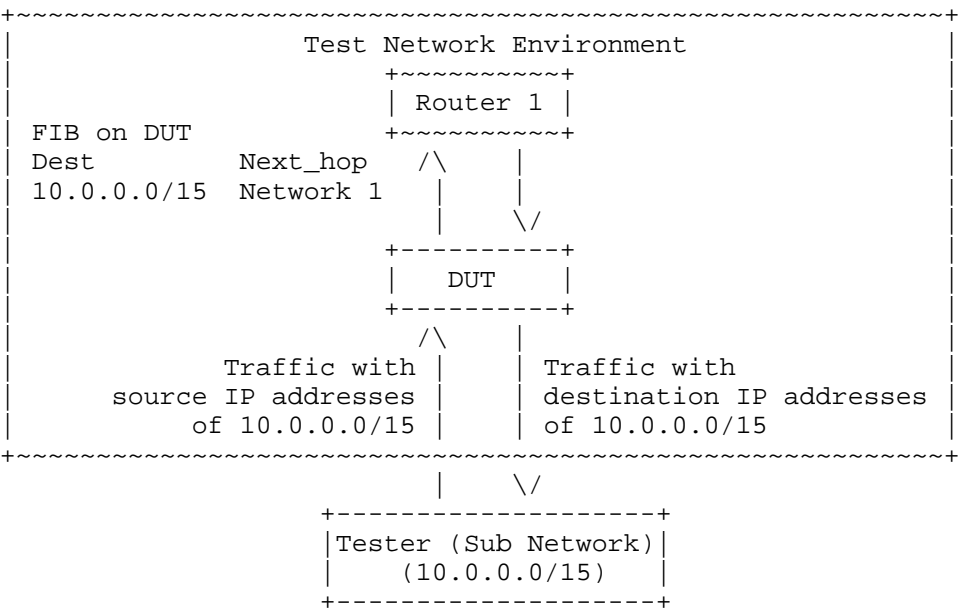 Test Network Environment
Router 1
FIB on DUT
Dest Next_hop
10.0.0.0/15 Network 1
DUT
Traffic with Traffic with
source IP addresses destination IP addresses
of 10.0.0.0/15 of 10.0.0.0/15
Tester (Sub Network)
(10.0.0.0/15)